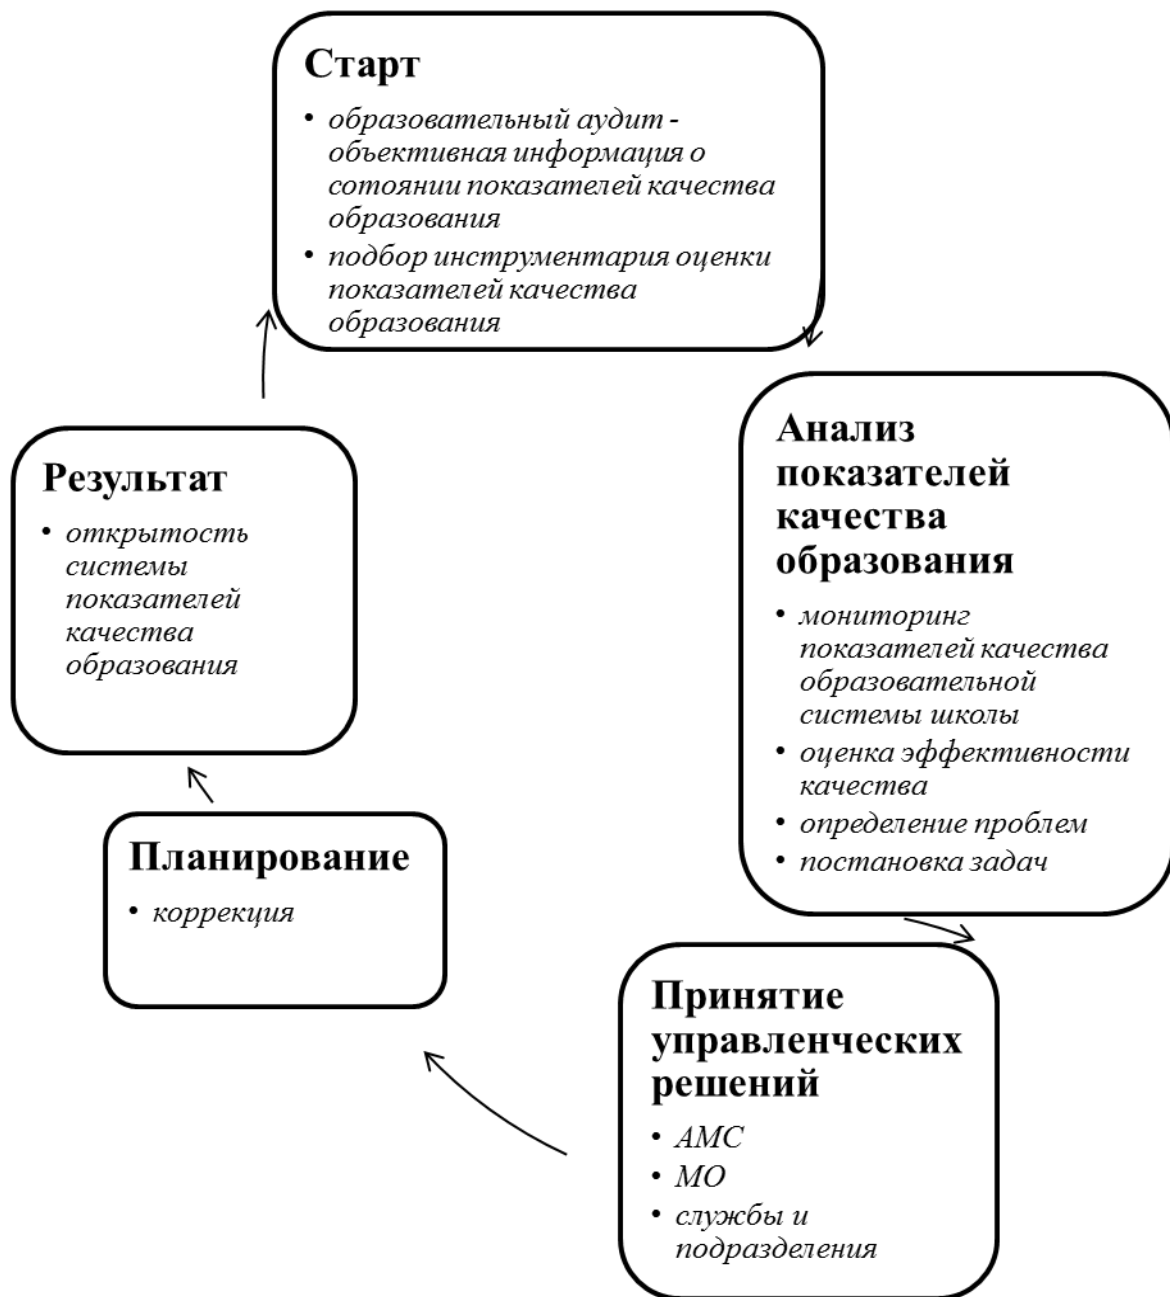 Старт
• образовательный аудит -
объективная информация о
сотоянии показателей качества
образования
• подбор инструментария оценки
показателей качества
образования
Анализ
показателей
качества
образования
• мониторинг
показателей качества
образовательной
системы школы
• оценка эффективности
качества
• определение проблем
• постановка задач
Принятие
управленческих
решений
• АМС
• МО
• службы и
подразделения
Планирование
• коррекция
Результат
• открытость
системы
показателей
качества
образования